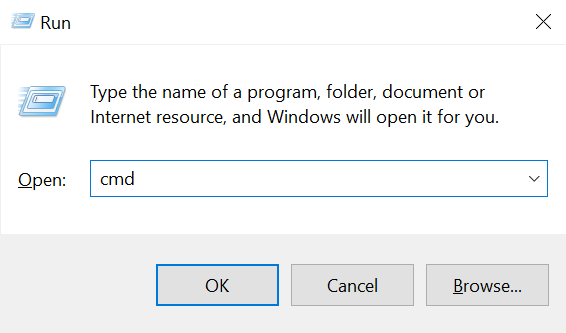 Run
Type the name of a program, folder, document or
Internet resource, and Windows will open it for you.
Open: cmd
OK Cancel Browse...